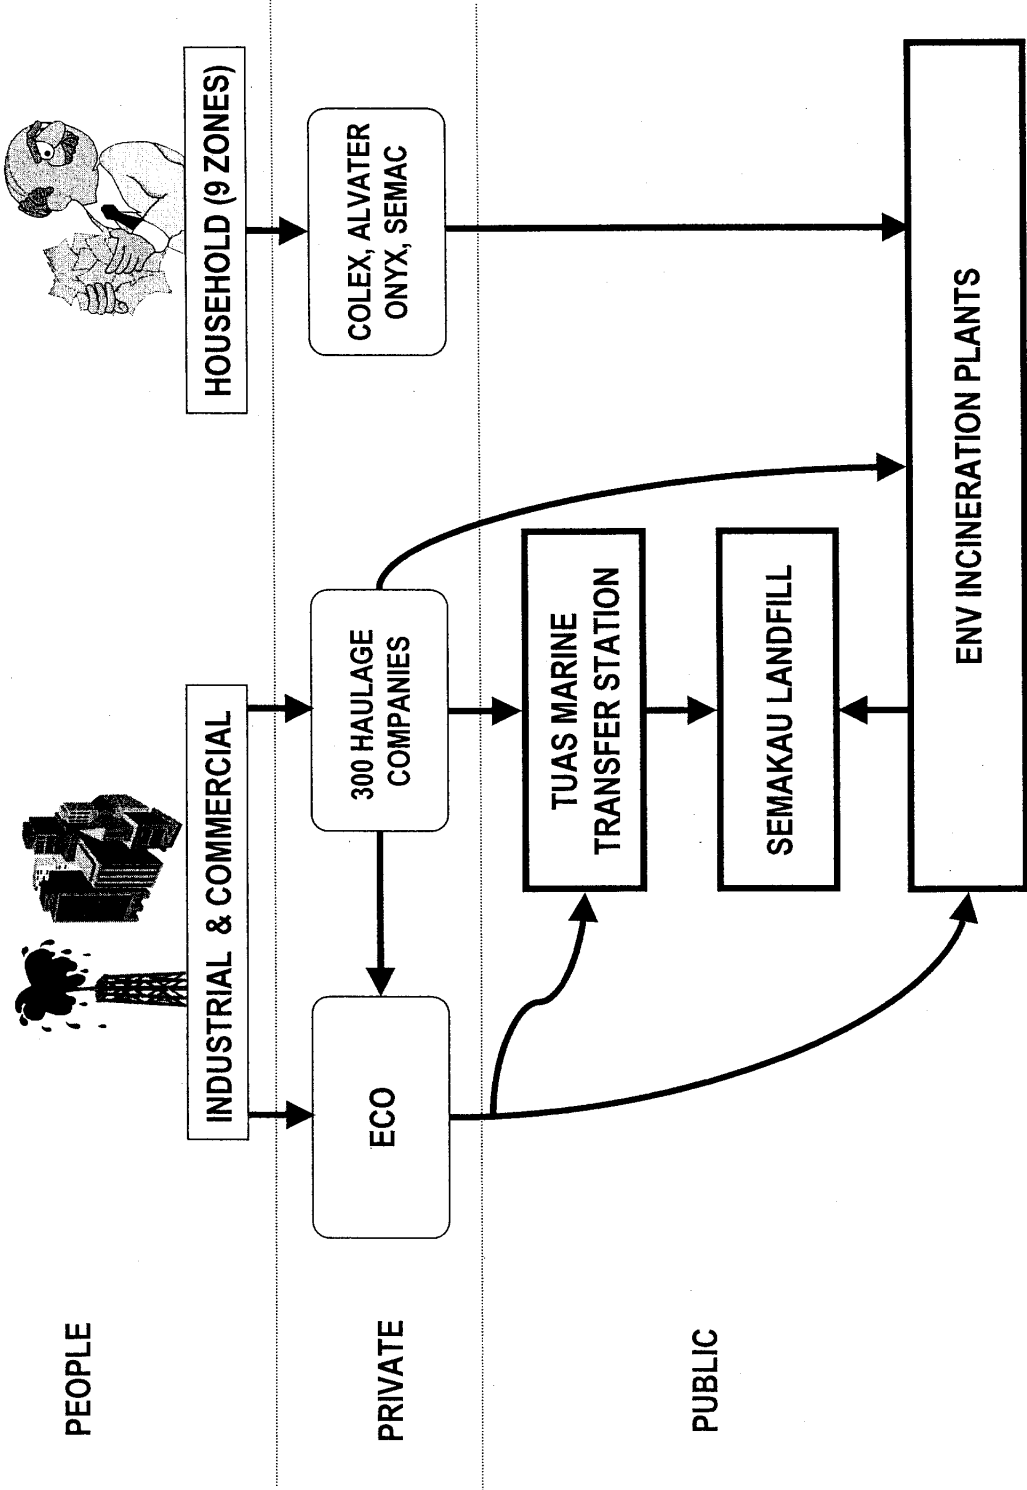 PEOPLE
INDUSTRIAL & COMMERCIAL
HOUSEHOLD (9 ZONES)
PRIVATE
ECO
300 HAULAGE
COMPANIES
COLEX, ALVATER
ONYX, SEMAC
PUBLIC
TUAS MARINE
TRANSFER STATION
SEMAKAU LANDFILL
ENV INCINERATION PLANTS